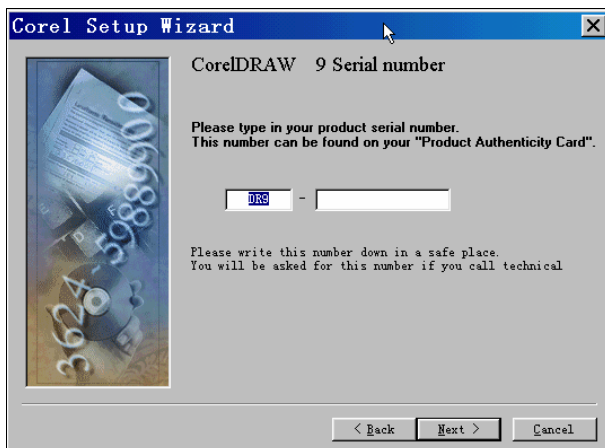 Corel Setup Wizard
CorelDRAW 9 Serial number
Please type in your product serial number.
This number can be found on your "Product Authenticity Card".
DR9 -
Please write this number down in a safe place.
You will be asked for this number if you call technical
3624-5989900
< Back Next > Cancel